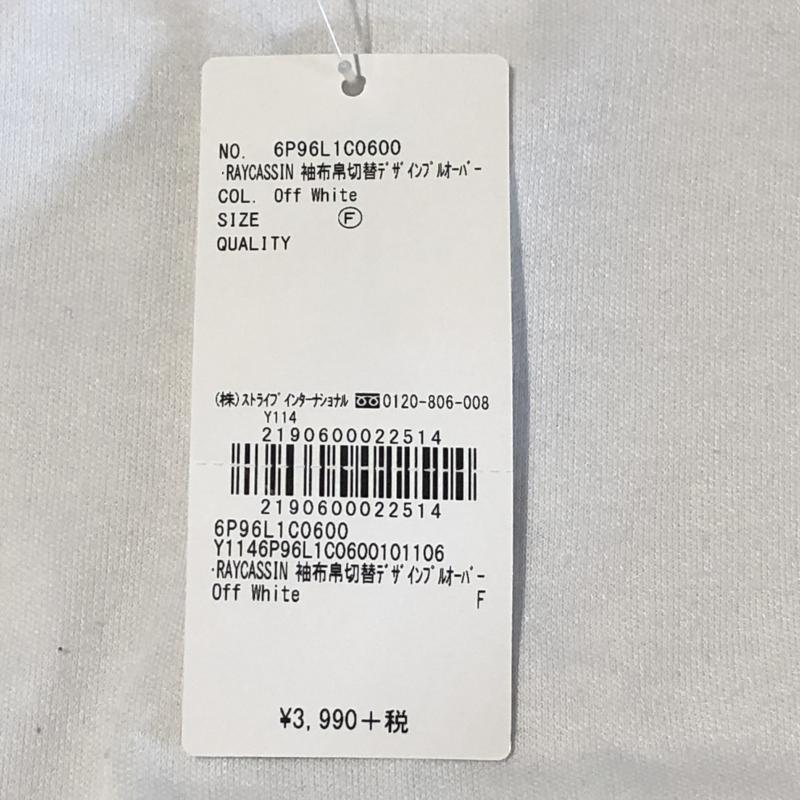 NO. 6P96L1C0600
·RAYCASSIN 袖布帛切替ﾃﾞｻﾞｲﾝﾌﾟﾙｵｰﾊﾞｰ
COL. Off White
SIZE Ⓕ
QUALITY
(株)ｽﾄﾗｲﾌﾟｲﾝﾀｰﾅｼｮﾅﾙ 0120-806-008
Y114
2190600022514
2190600022514
6P96L1C0600
Y1146P96L1C0600101106
·RAYCASSIN 袖布帛切替ﾃﾞｻﾞｲﾝﾌﾟﾙｵｰﾊﾞｰ
Off White F
¥3,990+税